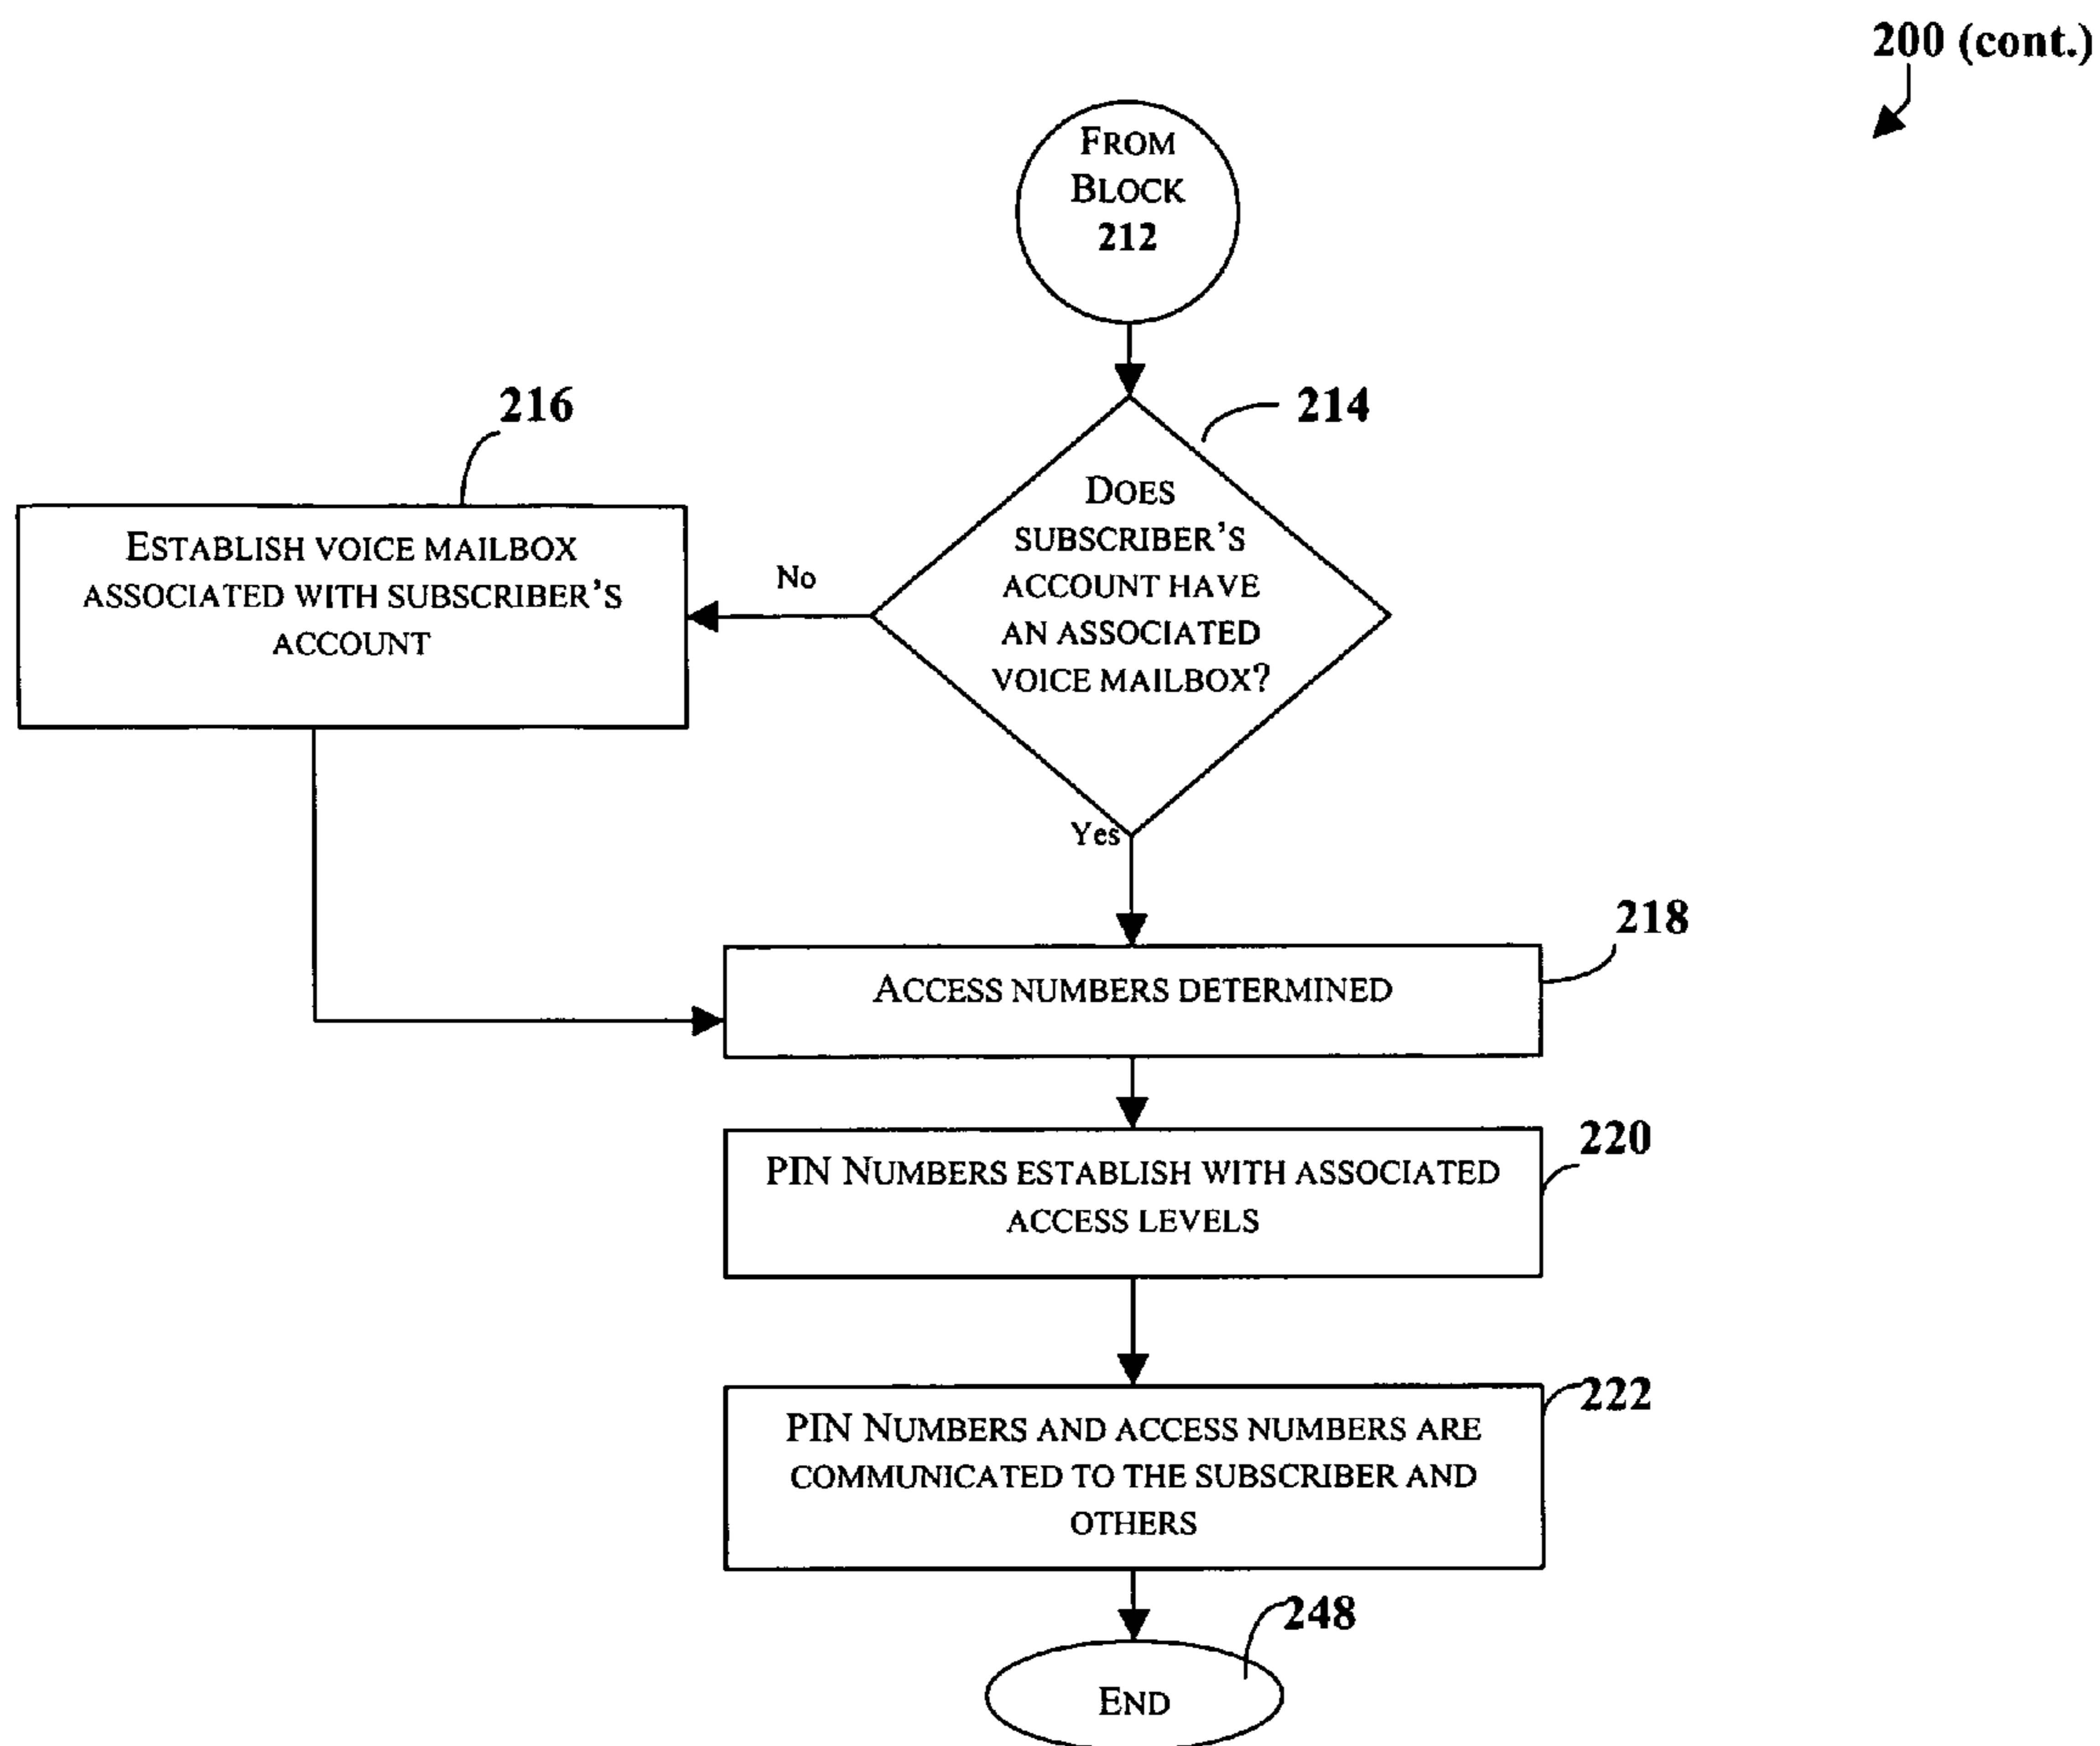 200 (cont.)
FROM
BLOCK
212
214
DOES
SUBSCRIBER'S
ACCOUNT HAVE
AN ASSOCIATED
VOICE MAILBOX?
No
Yes
216
ESTABLISH VOICE MAILBOX
ASSOCIATED WITH SUBSCRIBER'S
ACCOUNT
218
ACCESS NUMBERS DETERMINED
220
PIN NUMBERS ESTABLISH WITH ASSOCIATED
ACCESS LEVELS
222
PIN NUMBERS AND ACCESS NUMBERS ARE
COMMUNICATED TO THE SUBSCRIBER AND
OTHERS
248
END